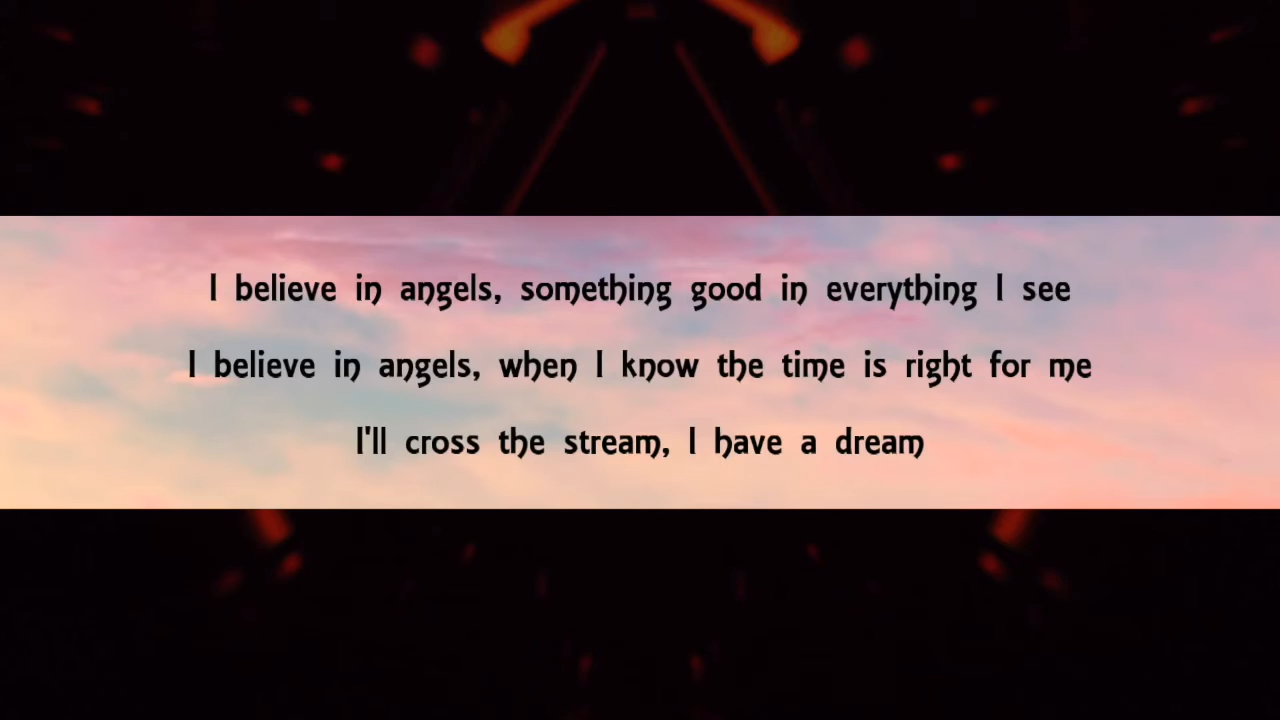 I believe in angels, something good in everything I see
I believe in angels, when I know the time is right for me
I'll cross the stream, I have a dream